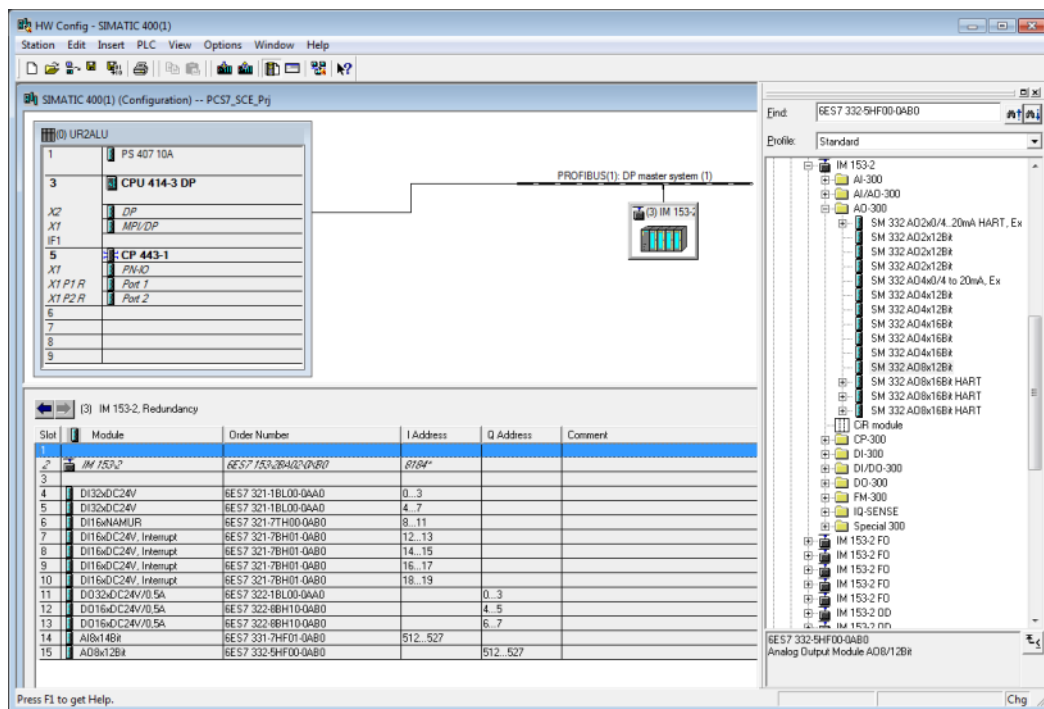 HW Config - SIMATIC 400(1)
Station Edit Insert PLC View Options Window Help
SIMATIC 400(1) (Configuration) -- PCS7_SCE_Prj
(0) UR2ALU
1 PS 407 10A
3 CPU 414-3 DP
X2 DP
X1 MPI/DP
IF1
5 CP 443-1
X1 PN-IO
X1 P1 R Port 1
X1 P2 R Port 2
6
7
8
9
PROFIBUS(1): DP master system (1)
(3) IM 153-2
(3) IM 153-2, Redundancy
Slot Module Order Number I Address Q Address Comment
1
2 IM 153-2 6ES7 153-2BA02-0XB0 8184*
3
4 DI32xDC24V 6ES7 321-1BL00-0AA0 0...3
5 DI32xDC24V 6ES7 321-1BL00-0AA0 4...7
6 DI16xNAMUR 6ES7 321-7TH00-0AB0 8...11
7 DI16xDC24V, Interrupt 6ES7 321-7BH01-0AB0 12...13
8 DI16xDC24V, Interrupt 6ES7 321-7BH01-0AB0 14...15
9 DI16xDC24V, Interrupt 6ES7 321-7BH01-0AB0 16...17
10 DI16xDC24V, Interrupt 6ES7 321-7BH01-0AB0 18...19
11 DO32xDC24V/0.5A 6ES7 322-1BL00-0AA0 0...3
12 DO16xDC24V/0,5A 6ES7 322-8BH10-0AB0 4...5
13 DO16xDC24V/0,5A 6ES7 322-8BH10-0AB0 6...7
14 AI8x14Bit 6ES7 331-7HF01-0AB0 512...527
15 AO8x12Bit 6ES7 332-5HF00-0AB0 512...527
Find: 6ES7 332-5HF00-0AB0
Profile: Standard
IM 153-2
AI-300
AI/AO-300
AO-300
SM 332 AO2x0/4..20mA HART, Ex
SM 332 AO2x12Bit
SM 332 AO2x12Bit
SM 332 AO2x12Bit
SM 332 AO4x0/4 to 20mA, Ex
SM 332 AO4x12Bit
SM 332 AO4x12Bit
SM 332 AO4x16Bit
SM 332 AO4x16Bit
SM 332 AO4x16Bit
SM 332 AO8x12Bit
SM 332 AO8x16Bit HART
SM 332 AO8x16Bit HART
SM 332 AO8x16Bit HART
CiR module
CP-300
DI-300
DI/DO-300
DO-300
FM-300
IQ-SENSE
Special 300
IM 153-2 FO
IM 153-2 FO
IM 153-2 FO
IM 153-2 FO
IM 153-2 FO
IM 153-2 OD
IM 153-2 OD
6ES7 332-5HF00-0AB0
Analog Output Module AO8/12Bit
Press F1 to get Help.
Chg